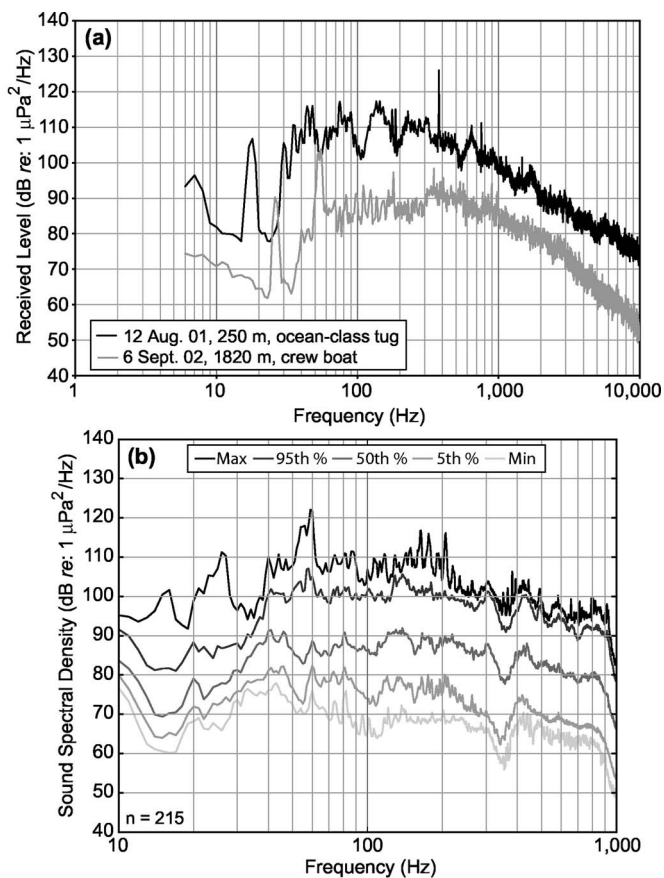 (a)
140
130
120
110
100
90
80
70
60
50
40
Received Level (dB re: 1 µPa²/Hz)
12 Aug. 01, 250 m, ocean-class tug
6 Sept. 02, 1820 m, crew boat
1 10 100 1,000 10,000
Frequency (Hz)
(b)
Max 95th % 50th % 5th % Min
140
130
120
110
100
90
80
70
60
50
40
Sound Spectral Density (dB re: 1 µPa²/Hz)
n = 215
10 100 1,000
Frequency (Hz)